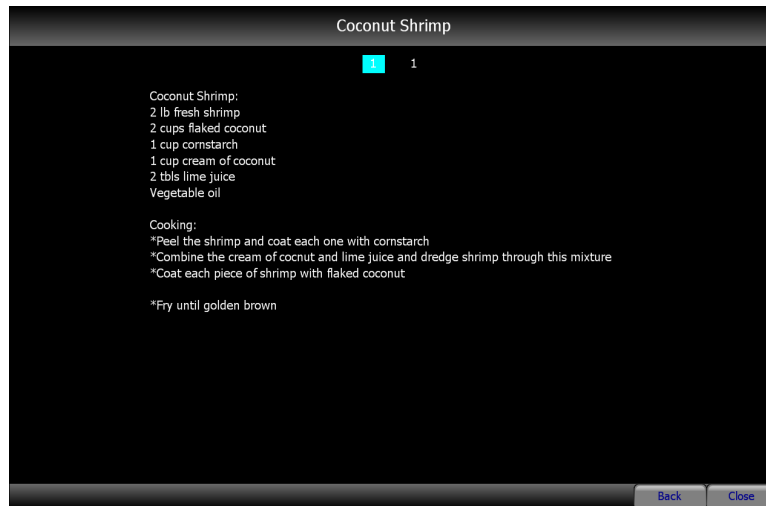 Coconut Shrimp
1 1
Coconut Shrimp:
2 lb fresh shrimp
2 cups flaked coconut
1 cup cornstarch
1 cup cream of coconut
2 tbls lime juice
Vegetable oil
Cooking:
*Peel the shrimp and coat each one with cornstarch
*Combine the cream of cocnut and lime juice and dredge shrimp through this mixture
*Coat each piece of shrimp with flaked coconut
*Fry until golden brown
Back Close